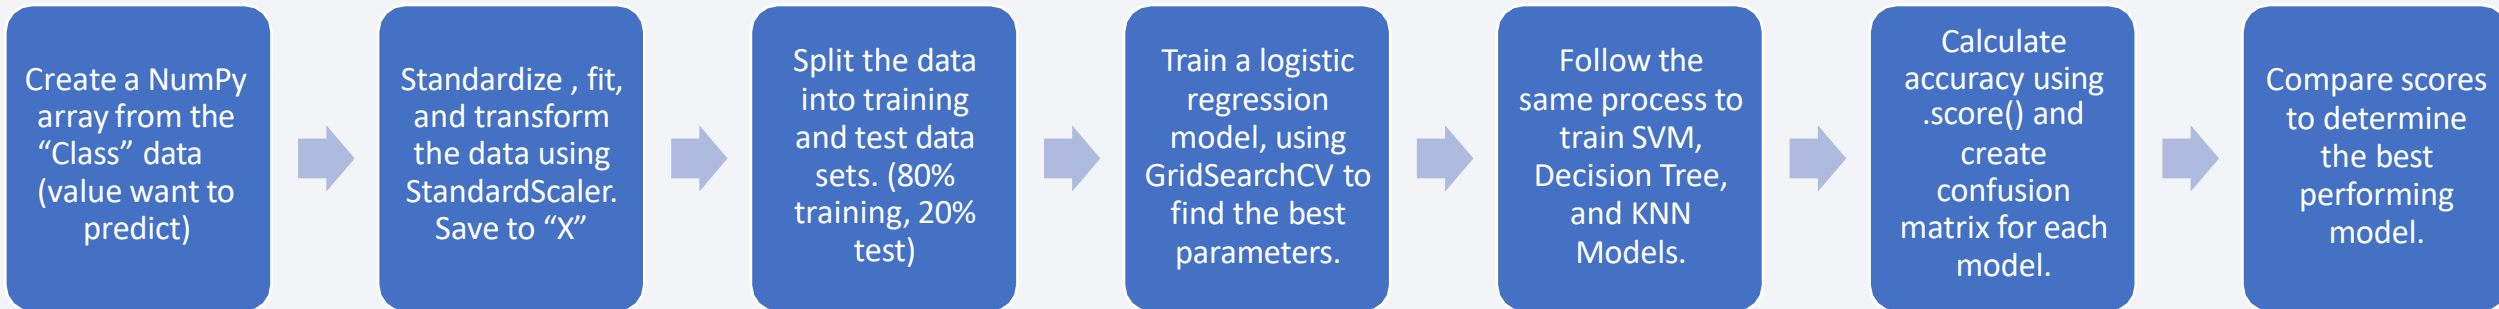 Create a NumPy
array from the
“Class” data
(value want to
predict)
Standardize , fit,
and transform
the data using
StandardScaler.
Save to “X”
Split the data
into training
and test data
sets. (80%
training, 20%
test)
Train a logistic
regression
model, using
GridSearchCV to
find the best
parameters.
Follow the
same process to
train SVM,
Decision Tree,
and KNN
Models.
Calculate
accuracy using
.score() and
create
confusion
matrix for each
model.
Compare scores
to determine
the best
performing
model.